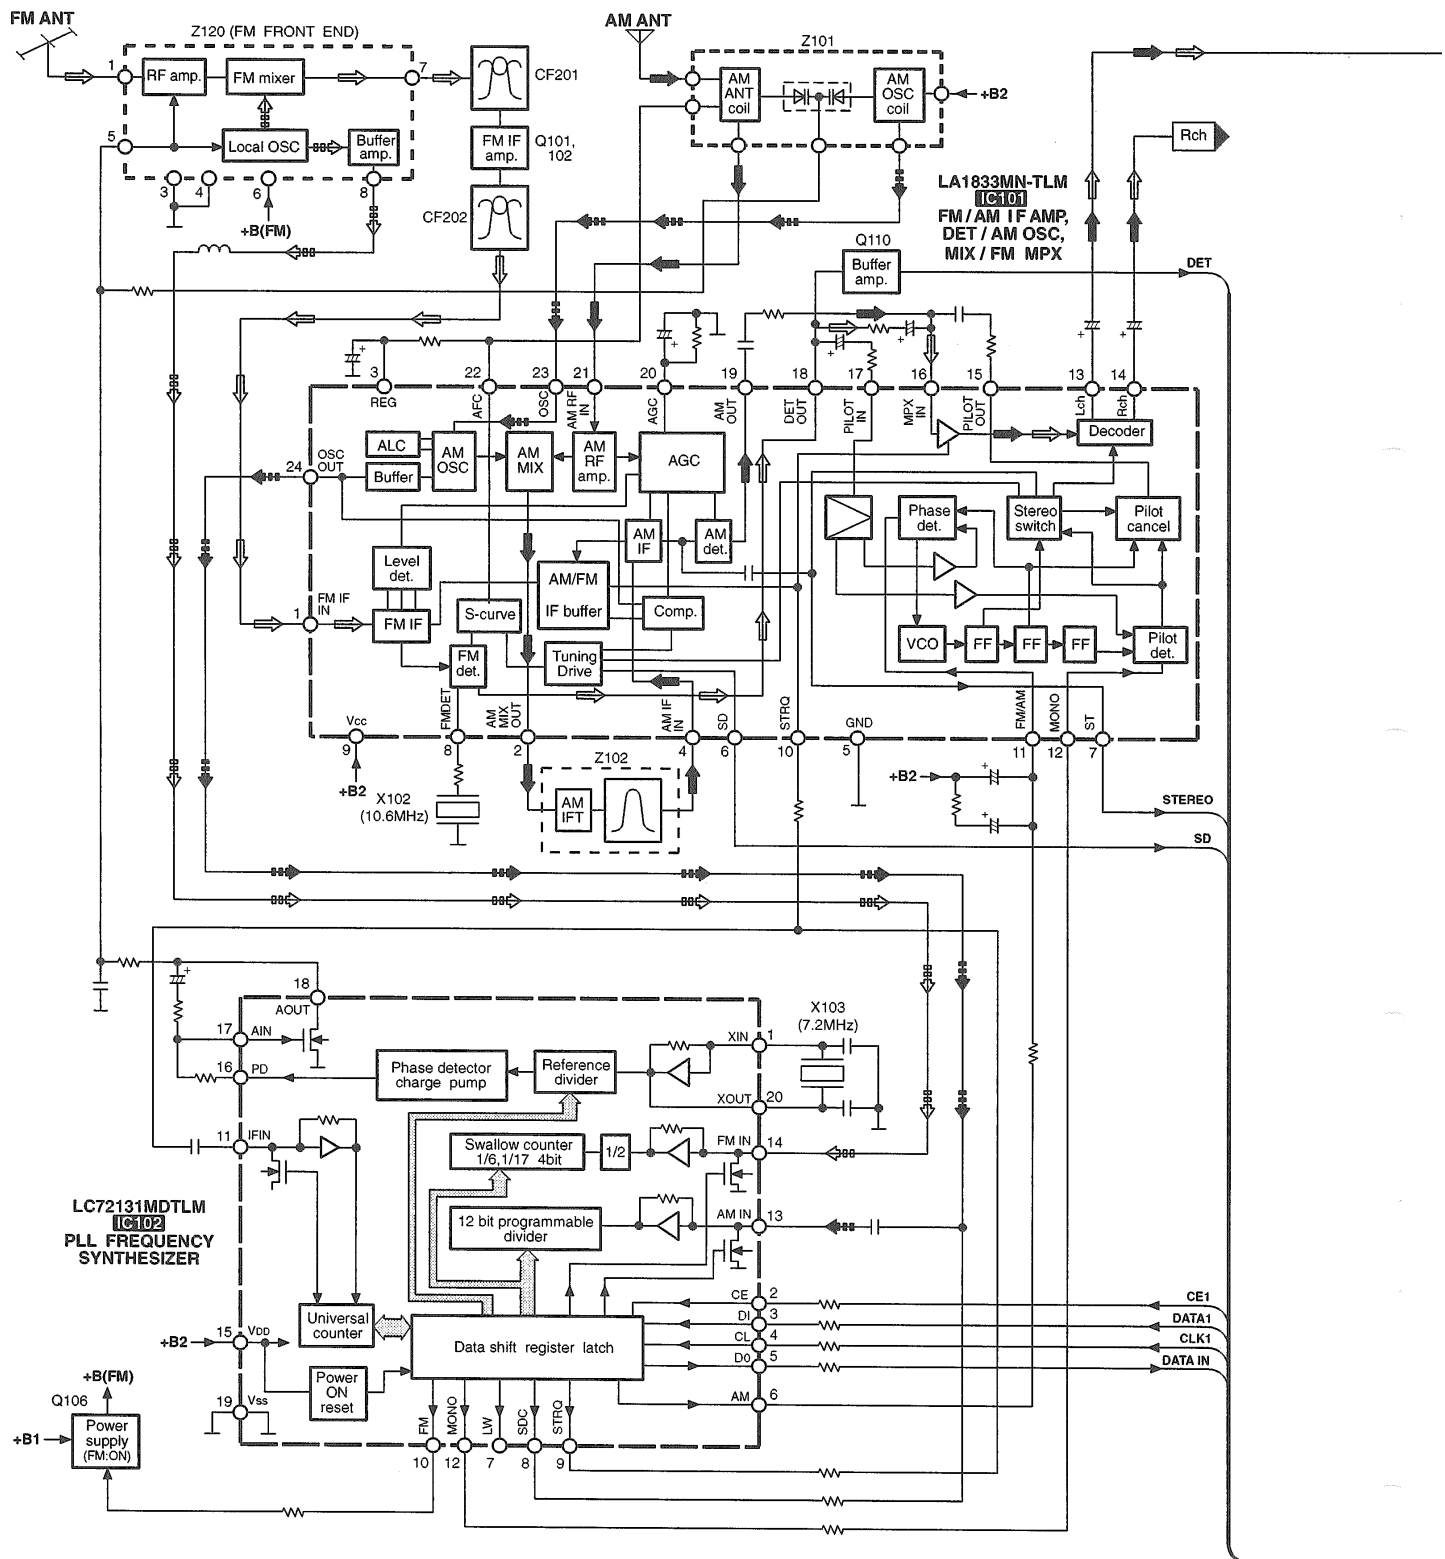 FM ANT
Z120 (FM FRONT END)
1
RF amp.
FM mixer
7
5
Local OSC
Buffer
amp.
3
4
6
8
+B(FM)
CF201
FM IF
amp.
Q101,
102
CF202
AM ANT
Z101
AM
ANT
coil
AM
OSC
coil
+B2
Rch
LA1833MN-TLM
IC101
FM / AM I F AMP,
DET / AM OSC,
MIX / FM MPX
Q110
Buffer
amp.
DET
3
22
23
21
20
19
18
17
16
15
13
14
REG
AFC
OSC
AM RF
IN
AGC
AM
OUT
DET
OUT
PILOT
IN
MPX
IN
PILOT
OUT
Lch
Rch
24
OSC
OUT
ALC
Buffer
AM
OSC
AM
MIX
AM
RF
amp.
AGC
Decoder
AM
IF
AM
det.
Phase
det.
Stereo
switch
Pilot
cancel
Level
det.
AM/FM
IF buffer
1
FM IF
IN
FM IF
S-curve
Comp.
FM
det.
Tuning
Drive
VCO
FF
FF
FF
Pilot
det.
Vcc
9
+B2
FMDET
8
AM
MIX
OUT
2
AM IF
IN
4
SD
6
STRQ
10
GND
5
FM/AM
11
MONO
12
ST
7
X102
(10.6MHz)
Z102
AM
IFT
+B2
STEREO
SD
18
AOUT
17
AIN
16
PD
Phase detector
charge pump
Reference
divider
XIN
1
X103
(7.2MHz)
XOUT
20
11
IFIN
Swallow counter
1/6,1/17 4bit
1/2
FM IN
14
12 bit programmable
divider
AM IN
13
LC72131MDTLM
IC102
PLL FREQUENCY
SYNTHESIZER
Universal
counter
Data shift register latch
CE
2
CE1
DI
3
DATA1
CL
4
CLK1
D0
5
DATA IN
AM
6
+B2
15
VDD
Power
ON
reset
19
Vss
+B(FM)
Q106
+B1
Power
supply
(FM:ON)
FM
MONO
LW
SDC
STRQ
10
12
7
8
9